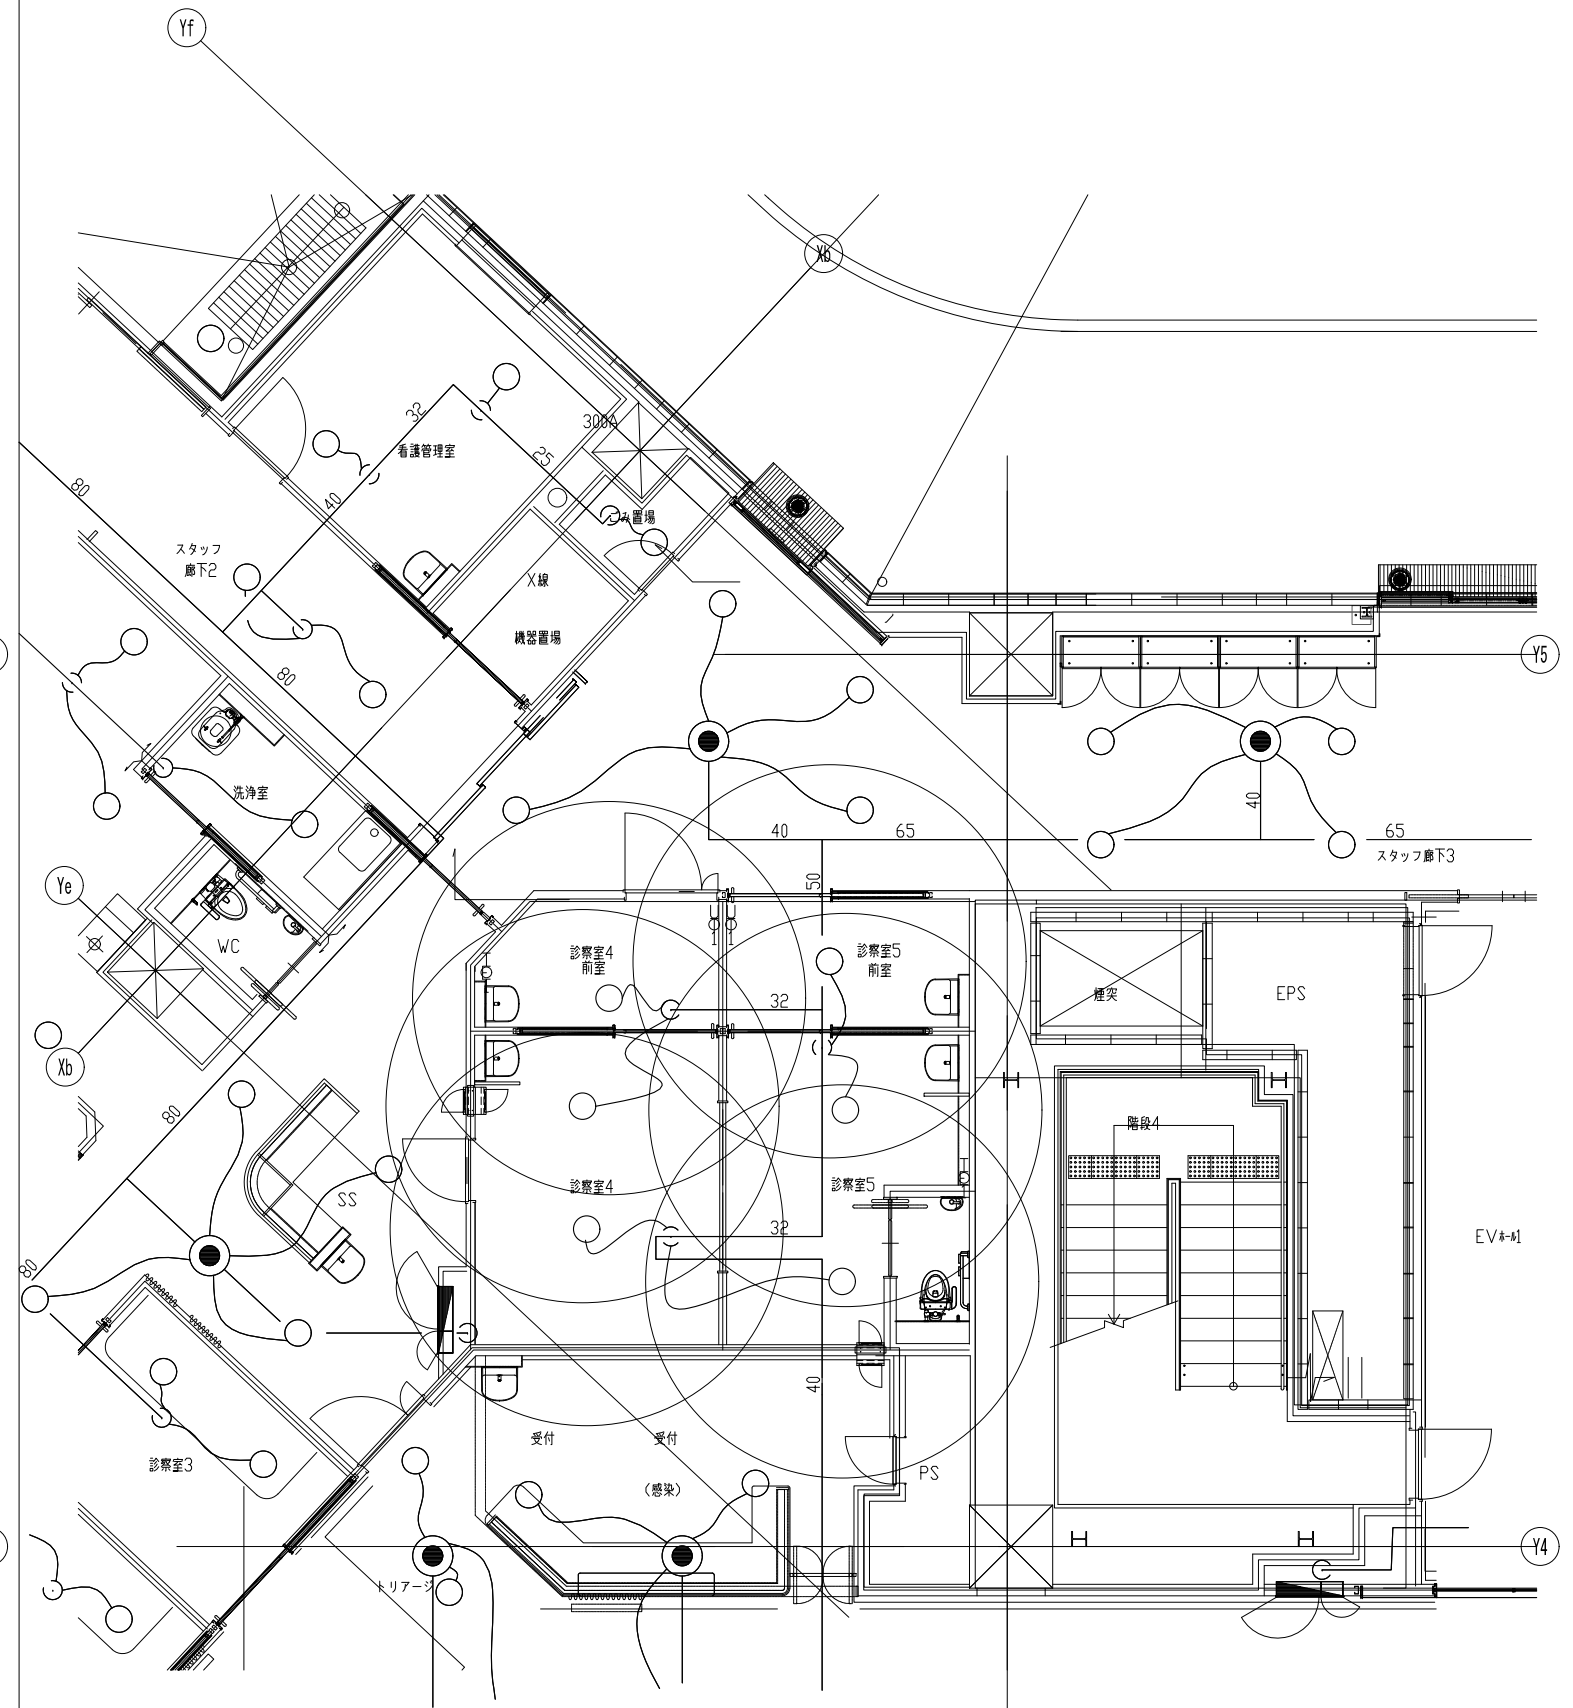 Yf
Xb
32
300A
看護管理室
25
80
40
ごみ置場
スタッフ
廊下2
X線
機器置場
80
Y5
洗浄室
40
40
65
65
スタッフ廊下3
Ye
50
WC
診察室4
前室
診察室5
前室
32
煙突
EPS
Xb
80
階段4
診察室4
診察室5
SS
32
EVホール1
80
40
受付
受付
診察室3
PS
(感染)
Y4
トリアージ